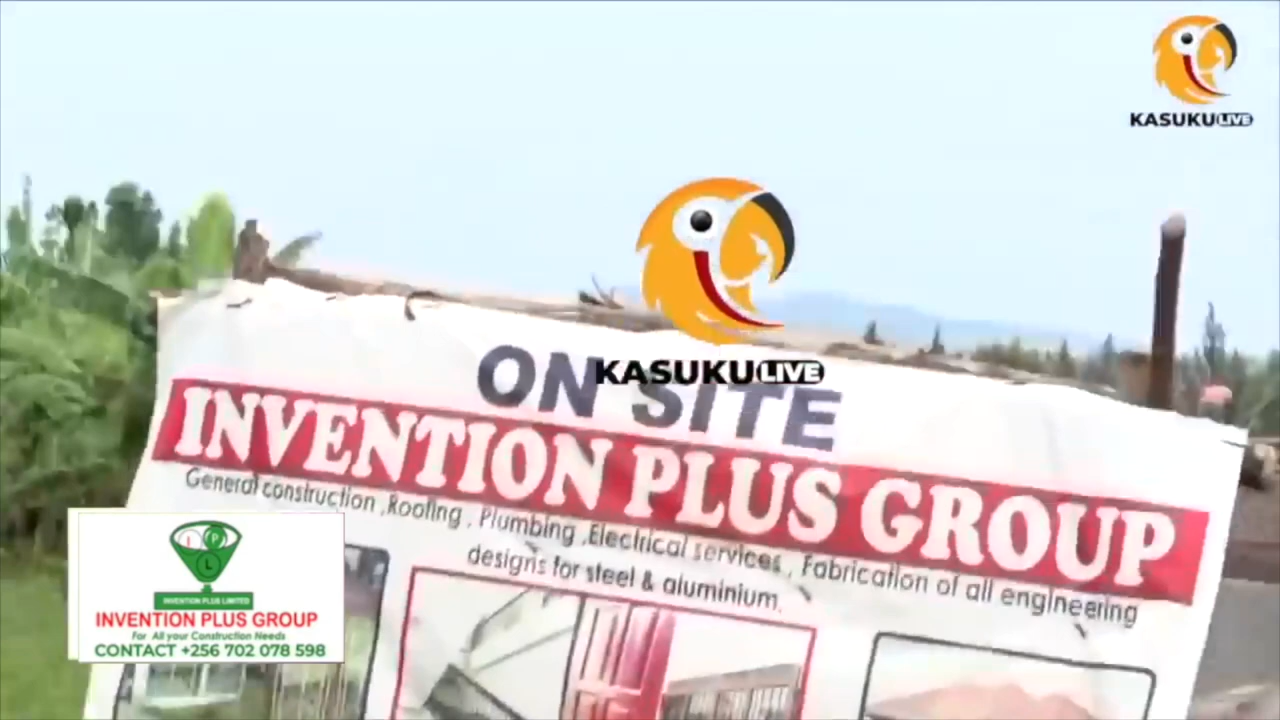 KASUKU LIVE
KASUKU LIVE
ON SITE
INVENTION PLUS GROUP
General construction ,Roofing , Plumbing ,Electrical services , Fabrication of all engineering
designs for steel & aluminium.
I P L
INVENTION PLUS LIMITED
INVENTION PLUS GROUP
For All your Construction Needs
CONTACT +256 702 078 598